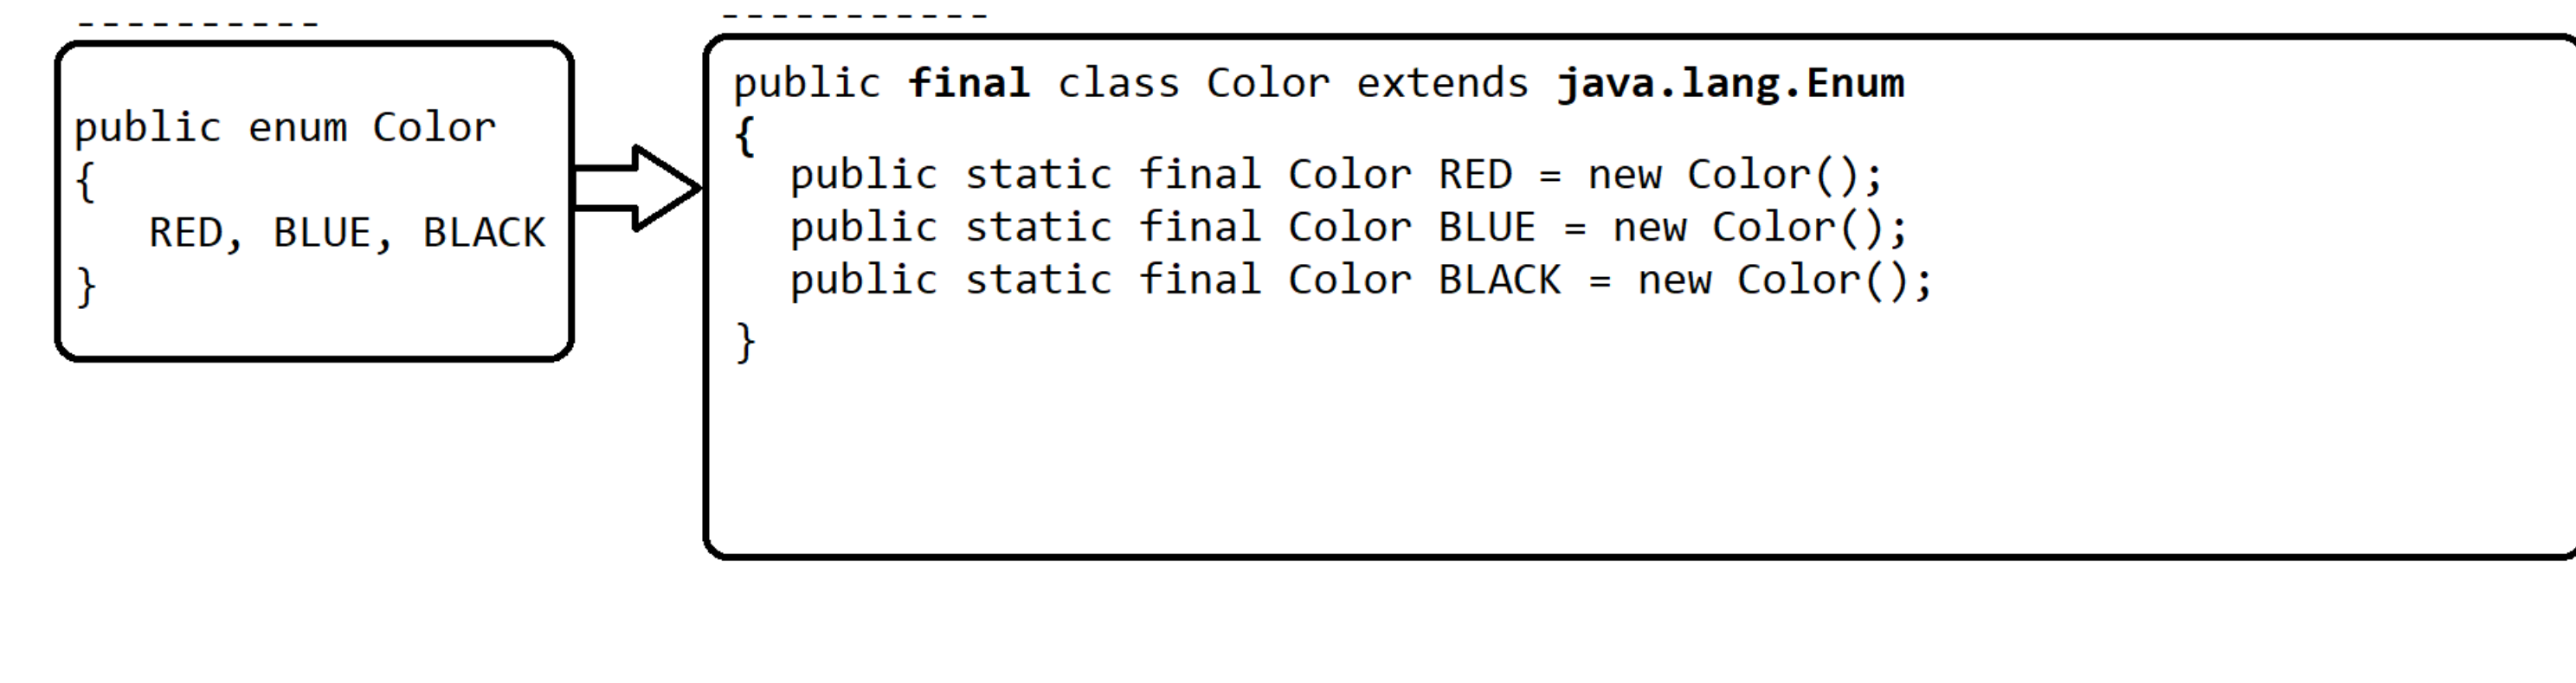 ----------
public enum Color
{
RED, BLUE, BLACK
}
-----------
public final class Color extends java.lang.Enum
{
public static final Color RED = new Color();
public static final Color BLUE = new Color();
public static final Color BLACK = new Color();
}